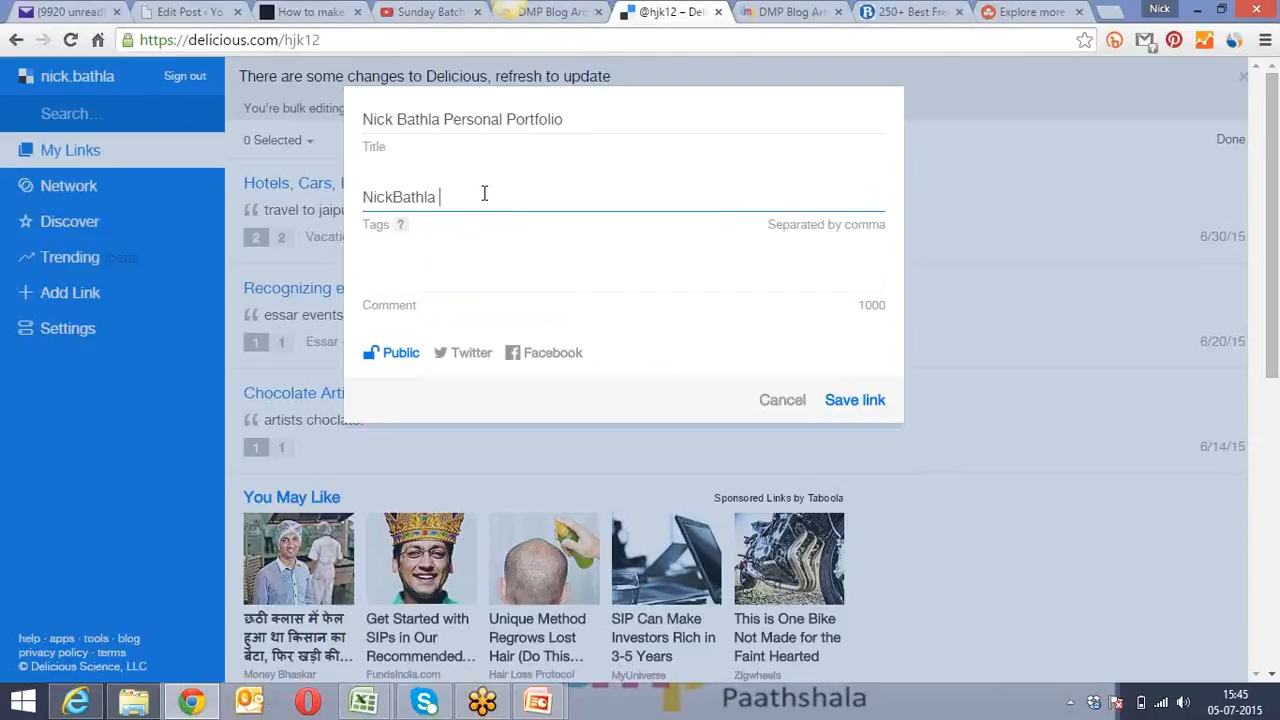 (9920 unread)
Edit Post ‹ Yo
How to make
Sunday Batch
DMP Blog Are
@hjk12 – Deli
DMP Blog Are
250+ Best Fre
Explore more
Nick
https://delicious.com/hjk12
nick.bathla
Sign out
There are some changes to Delicious, refresh to update
Search…
You're bulk editing
My Links
0 Selected
Done
Network
Discover
Trending (beta)
Add Link
Settings
Nick Bathla Personal Portfolio
Title
NickBathla
Tags ?
Separated by comma
Comment
1000
Public
Twitter
Facebook
Cancel
Save link
Hotels, Cars,
travel to jaipu
2 2 Vacati
6/30/15
Recognizing e
essar events
1 1 Essar
6/20/15
Chocolate Arti
artists choclate
1 1
6/14/15
You May Like
Sponsored Links by Taboola
छठी क्लास में फेल
हुआ था किसान का
बेटा, फिर खड़ी की…
Money Bhaskar
Get Started with
SIPs in Our
Recommended…
FundsIndia.com
Unique Method
Regrows Lost
Hair (Do This…
Hair Loss Protocol
SIP Can Make
Investors Rich in
3-5 Years
MyUniverse
This is One Bike
Not Made for the
Faint Hearted
Zigwheels
help · apps · tools · blog
privacy policy · terms
© Delicious Science, LLC
Paathshala
15:45
05-07-2015